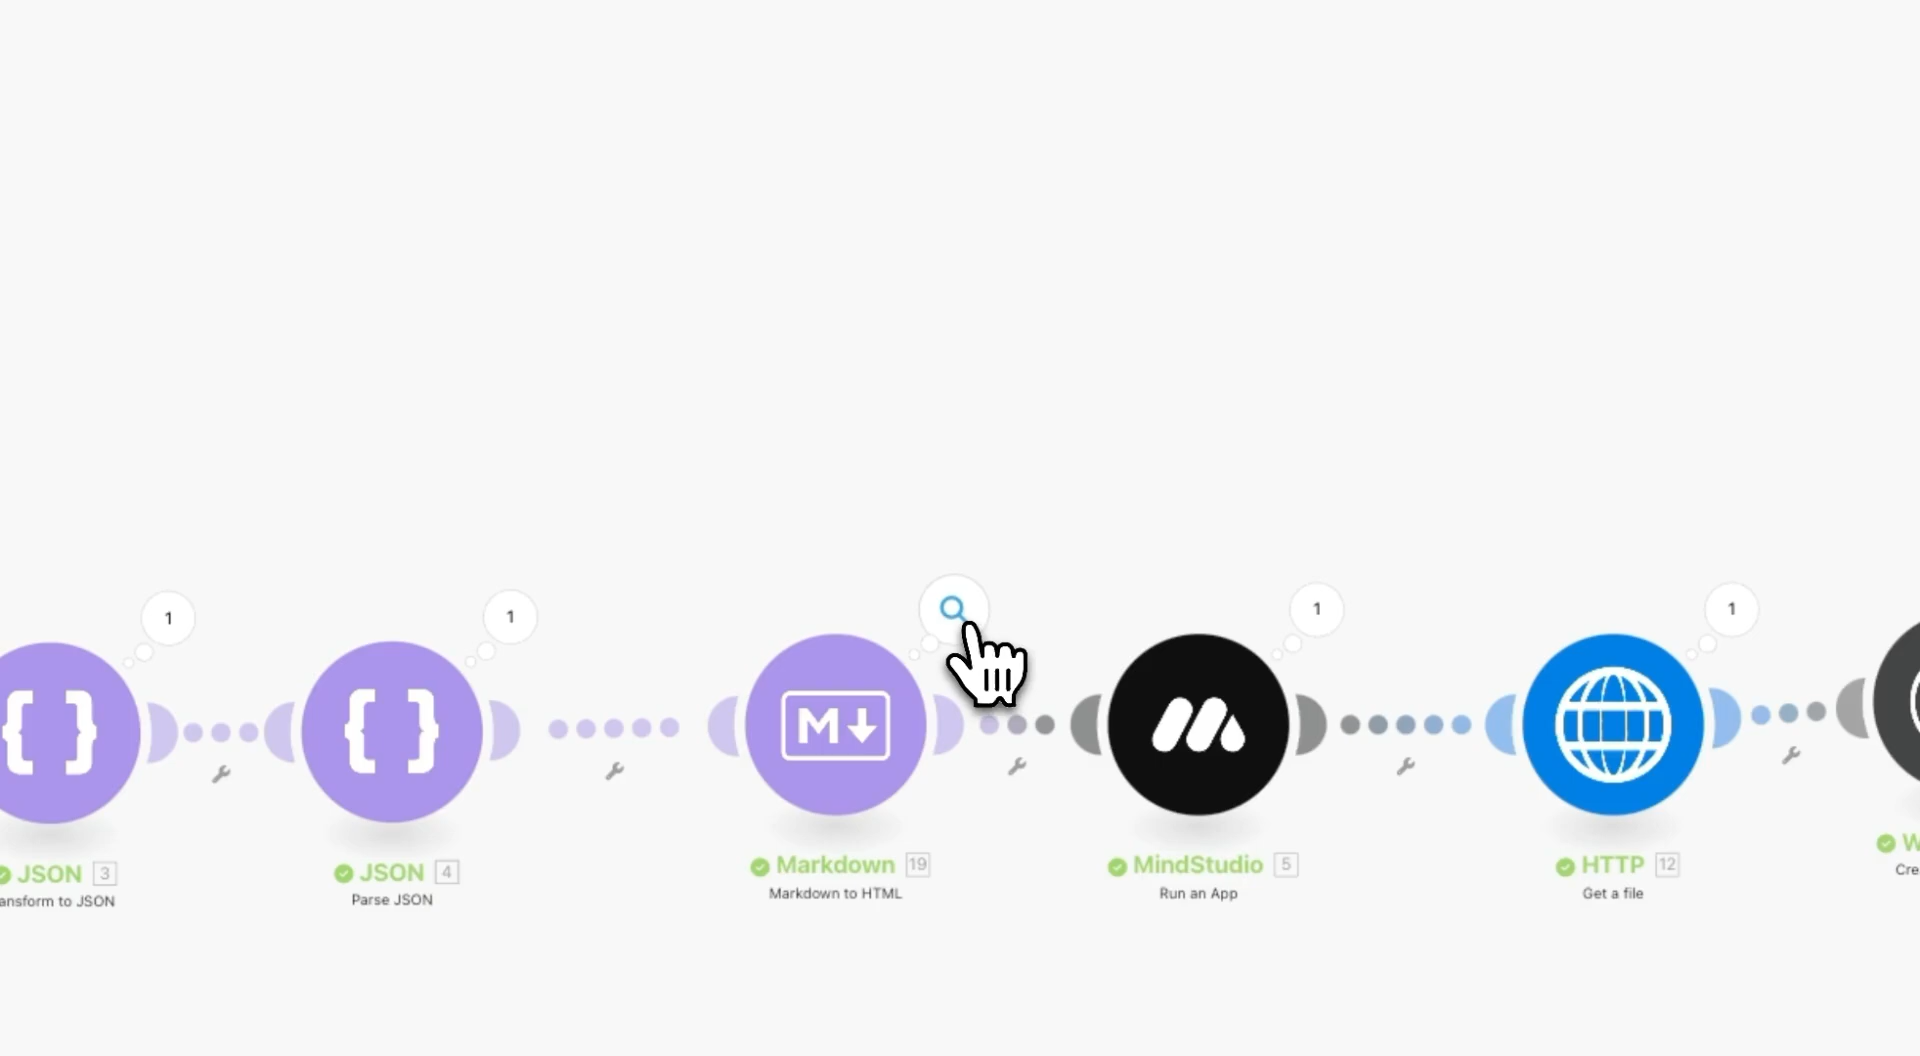 1
1
1
1
M
JSON 3
ansform to JSON
JSON 4
Parse JSON
Markdown 19
Markdown to HTML
MindStudio 5
Run an App
HTTP 12
Get a file
W
Cre